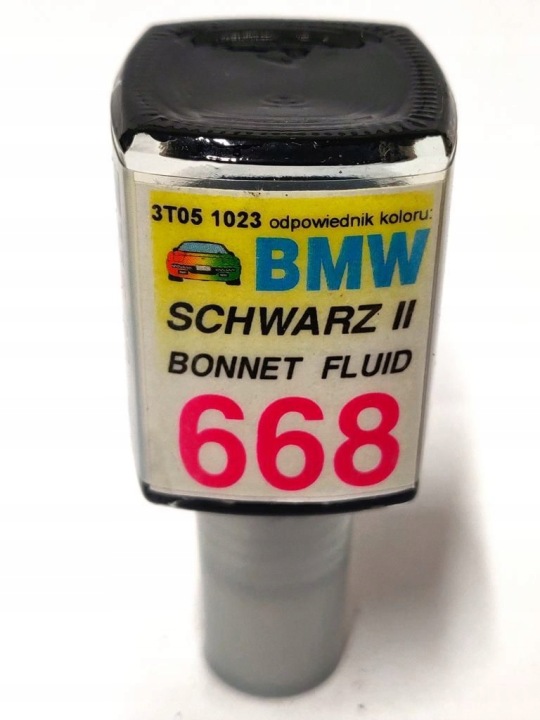 3T05 1023 odpowiednik koloru:
BMW
SCHWARZ II
BONNET FLUID
668